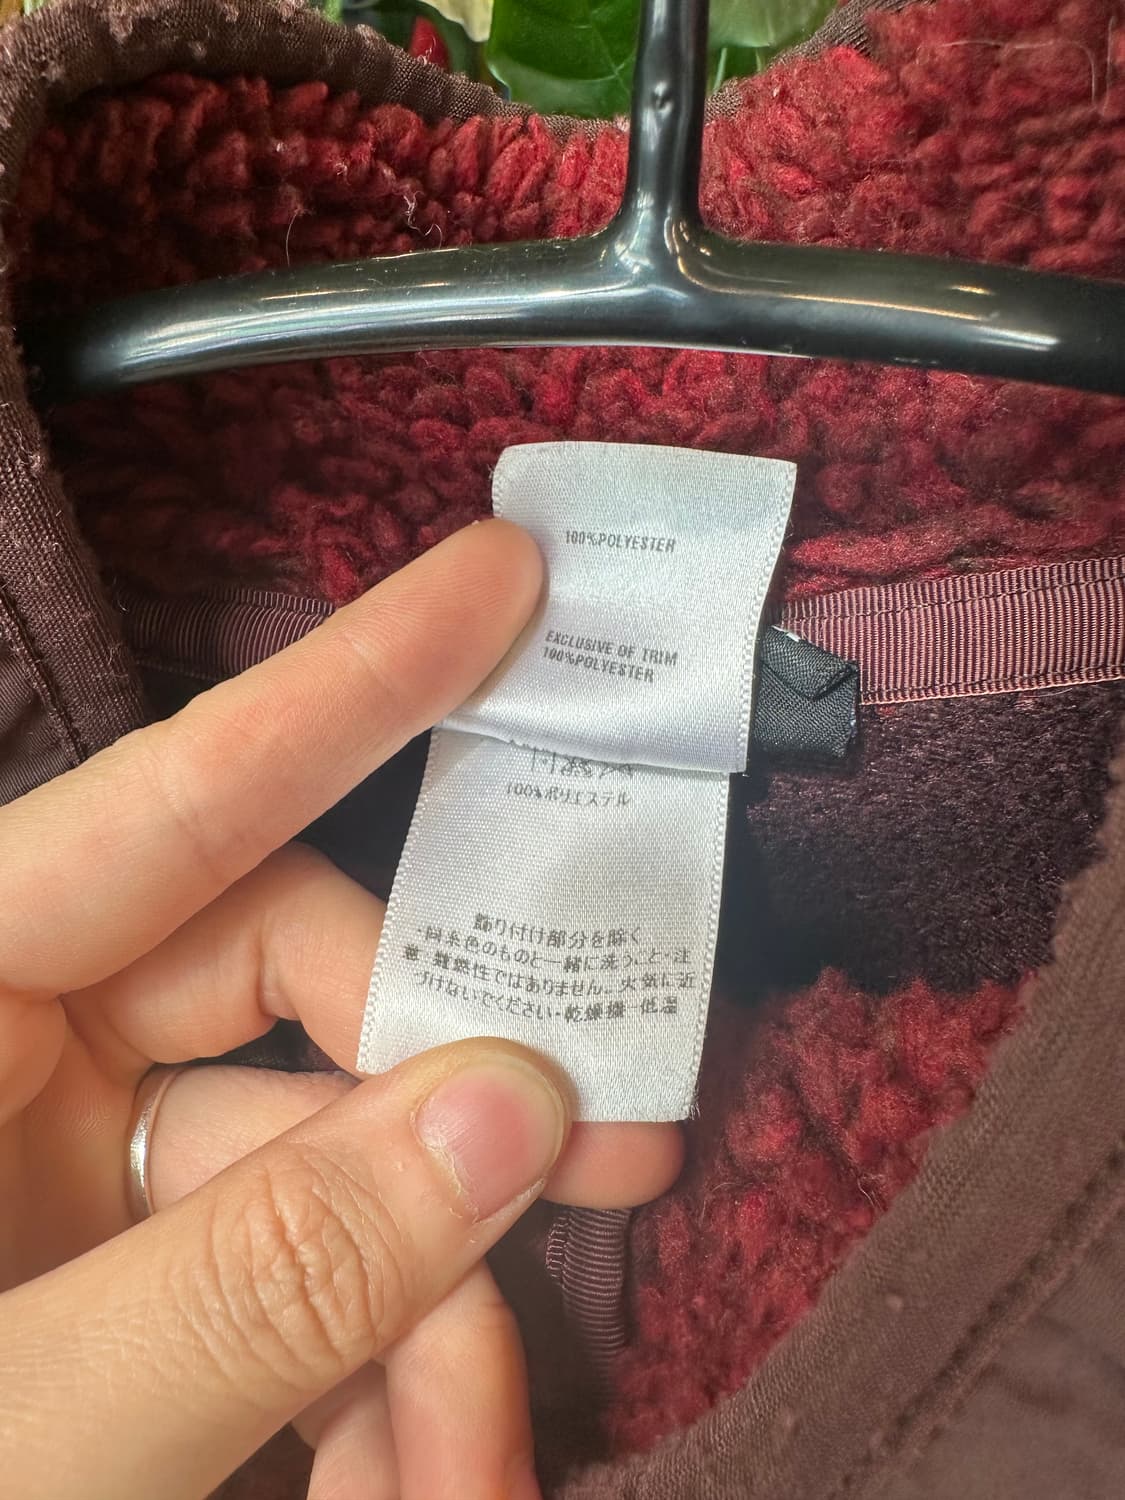 100%POLYESTER
EXCLUSIVE OF TRIM
100%POLYESTER
100%ポリエステル
飾り付け部分を除く
・同系色のものと一緒に洗うこと・注
意 難燃性ではありません。火気に近
づけないでください・乾燥機 低温